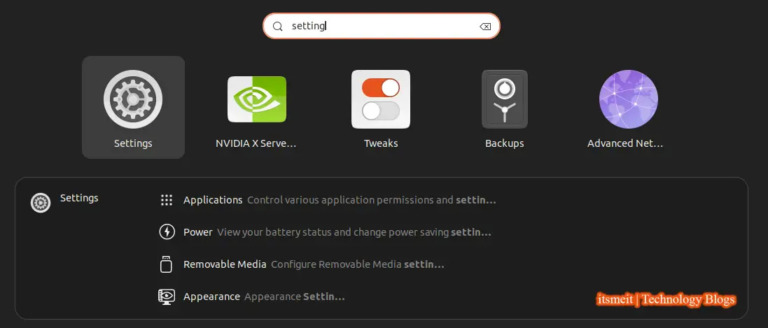 setting
Settings
NVIDIA X Serve...
Tweaks
Backups
Advanced Net...
Settings
Applications Control various application permissions and settin...
Power View your battery status and change power saving settin...
Removable Media Configure Removable Media settin...
Appearance Appearance Settin...
itsmeit | Technology Blogs